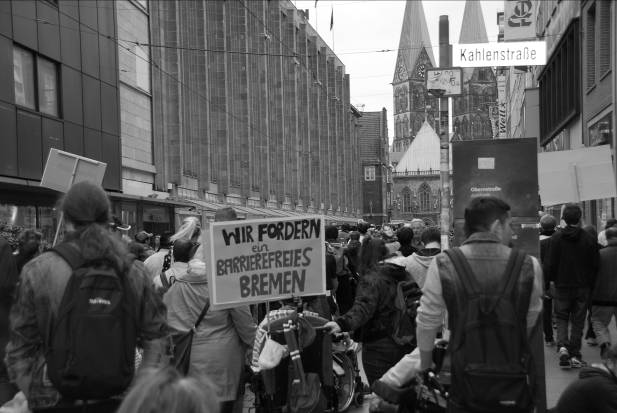 Kahlenstraße
Obernstraße
WIR FORDERN
ein
BARRIEREFREIES
BREMEN